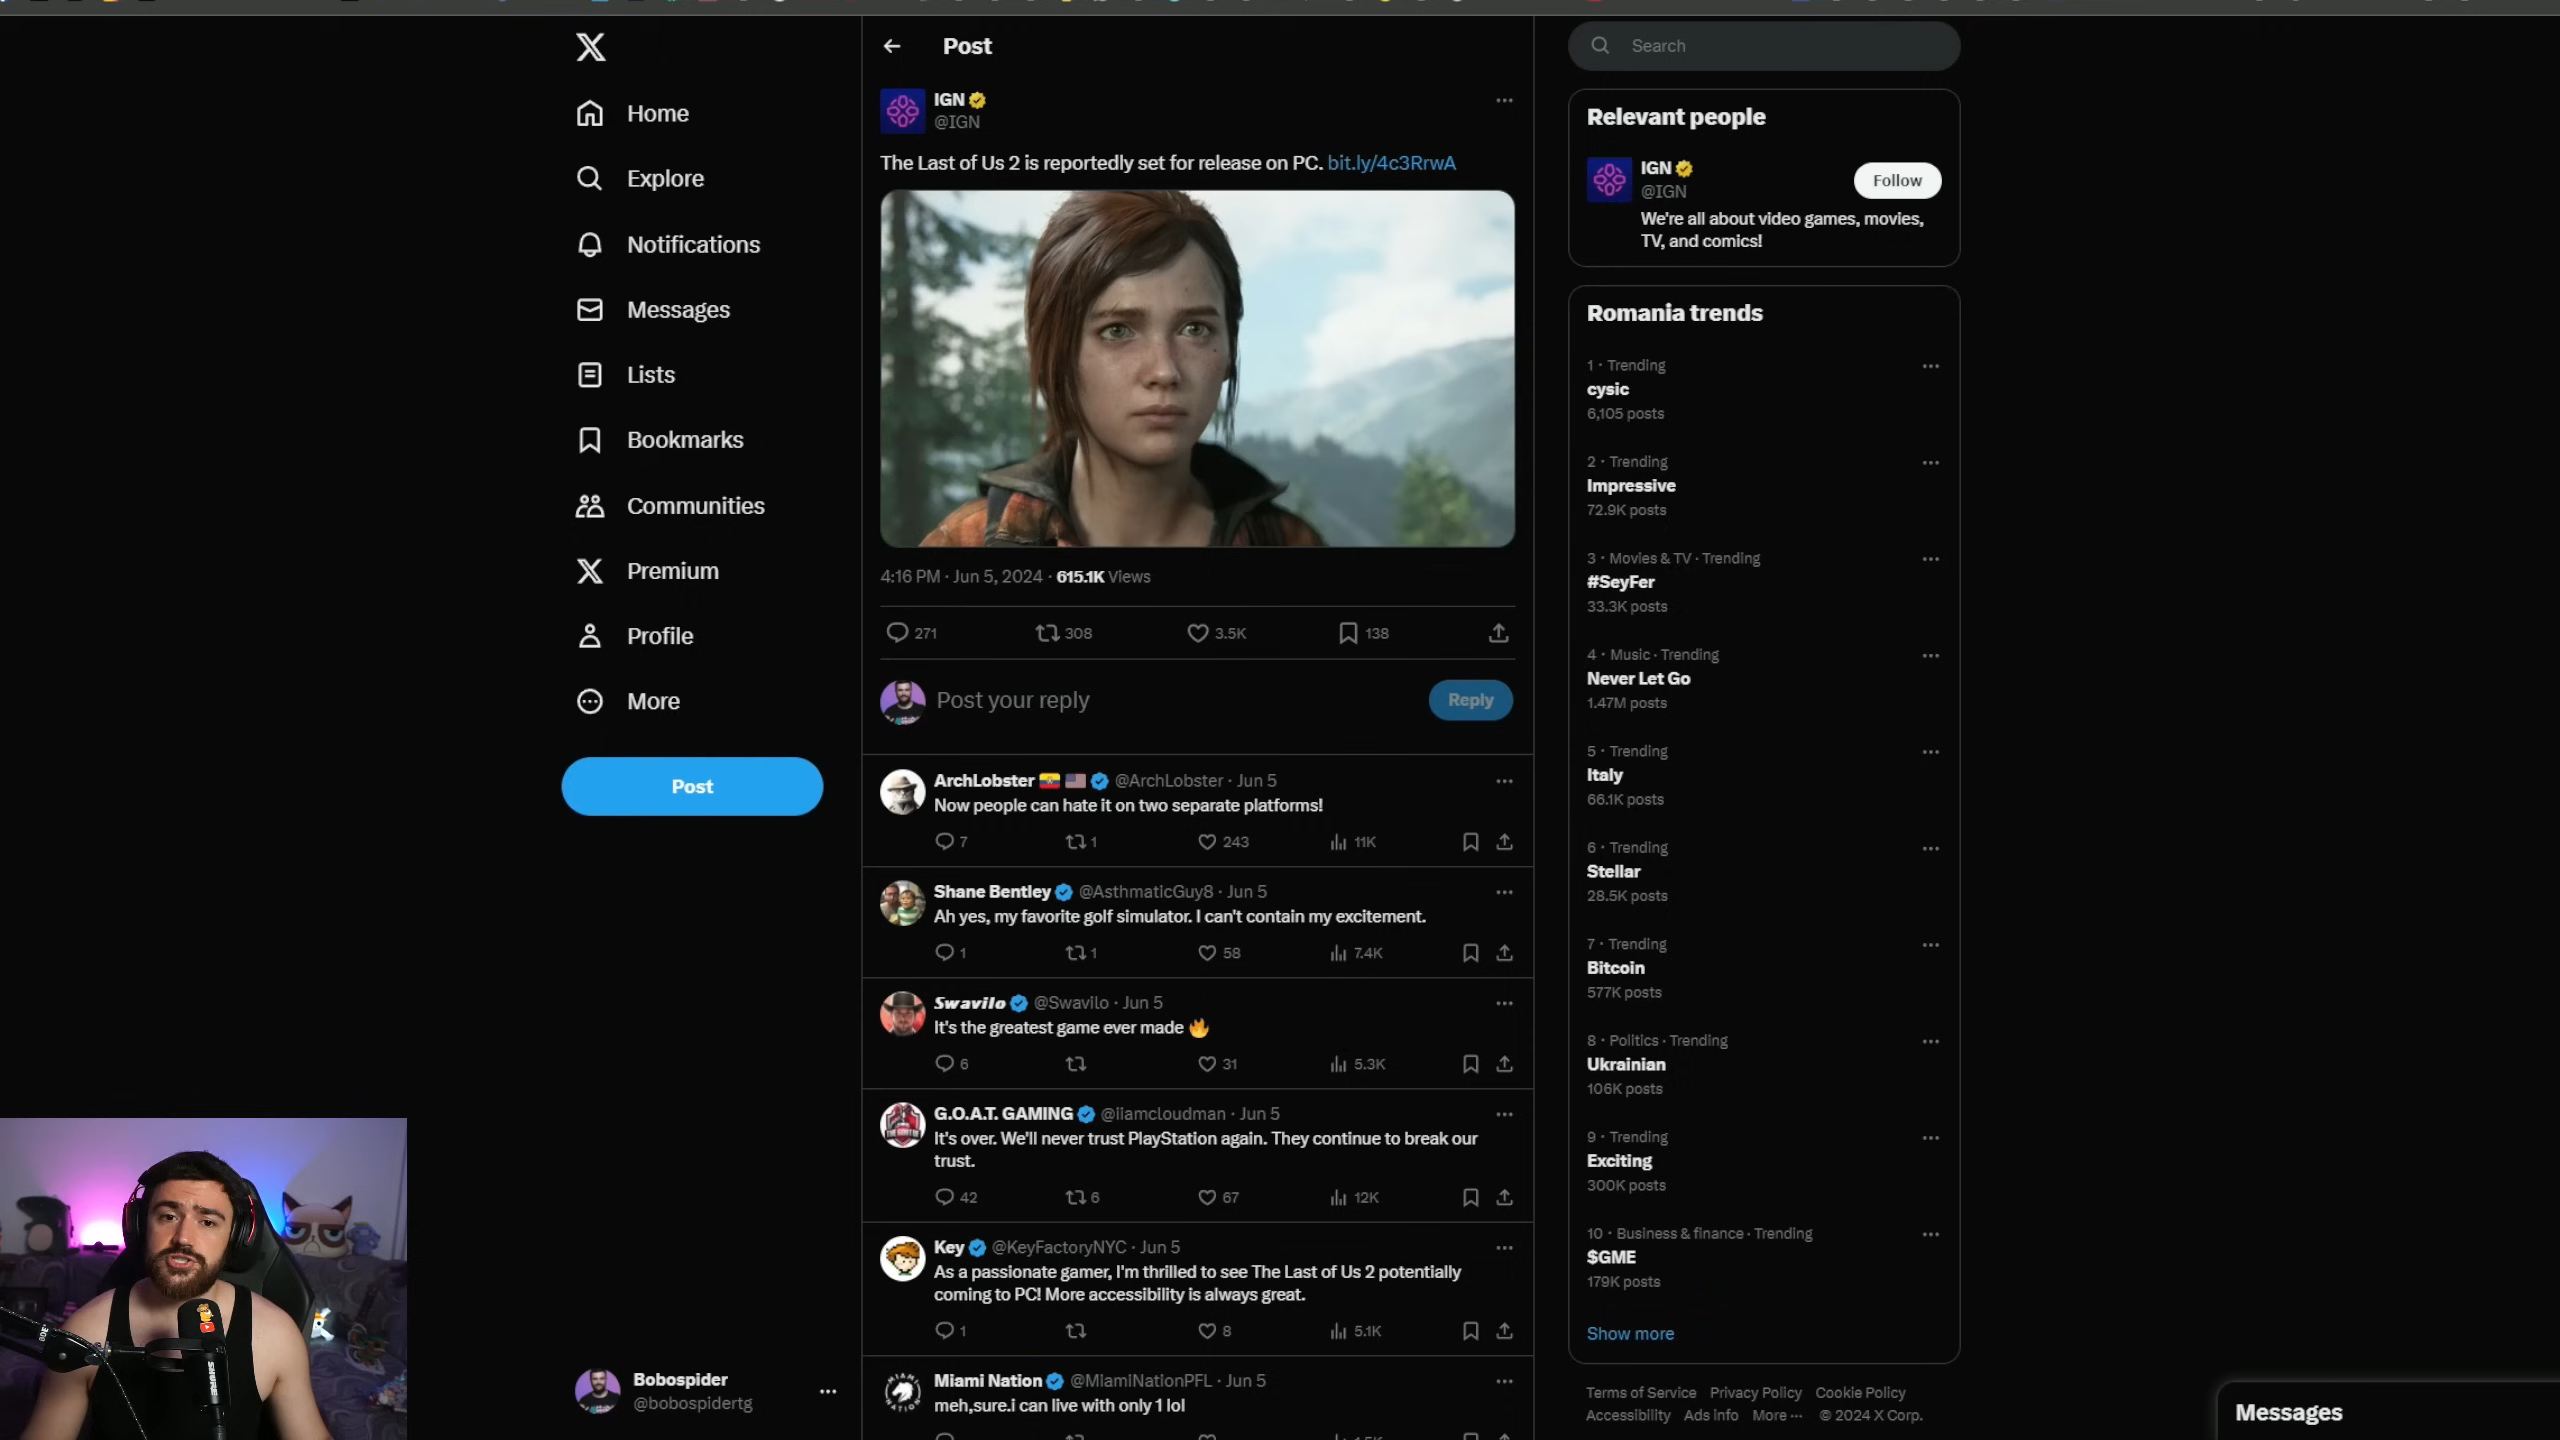 Home
Explore
Notifications
Messages
Lists
Bookmarks
Communities
Premium
Profile
More
Post
Bobospider
@bobospidertg
Post
IGN
@IGN
The Last of Us 2 is reportedly set for release on PC. bit.ly/4c3RrwA
4:16 PM · Jun 5, 2024 · 615.1K Views
271 308 3.5K 138
Post your reply
Reply
ArchLobster @ArchLobster · Jun 5
Now people can hate it on two separate platforms!
7 1 243 11K
Shane Bentley @AsthmaticGuy8 · Jun 5
Ah yes, my favorite golf simulator. I can't contain my excitement.
1 1 58 7.4K
Swavilo @Swavilo · Jun 5
It's the greatest game ever made 🔥
6 31 5.3K
G.O.A.T. GAMING @iiamcloudman · Jun 5
It's over. We'll never trust PlayStation again. They continue to break our
trust.
42 6 67 12K
Key @KeyFactoryNYC · Jun 5
As a passionate gamer, I'm thrilled to see The Last of Us 2 potentially
coming to PC! More accessibility is always great.
1 8 5.1K
Miami Nation @MiamiNationPFL · Jun 5
meh,sure.i can live with only 1 lol
Search
Relevant people
IGN
@IGN
Follow
We're all about video games, movies,
TV, and comics!
Romania trends
1 · Trending
cysic
6,105 posts
2 · Trending
Impressive
72.9K posts
3 · Movies & TV · Trending
#SeyFer
33.3K posts
4 · Music · Trending
Never Let Go
1.47M posts
5 · Trending
Italy
66.1K posts
6 · Trending
Stellar
28.5K posts
7 · Trending
Bitcoin
577K posts
8 · Politics · Trending
Ukrainian
106K posts
9 · Trending
Exciting
300K posts
10 · Business & finance · Trending
$GME
179K posts
Show more
Terms of Service Privacy Policy Cookie Policy
Accessibility Ads info More ··· © 2024 X Corp.
Messages
SHURE